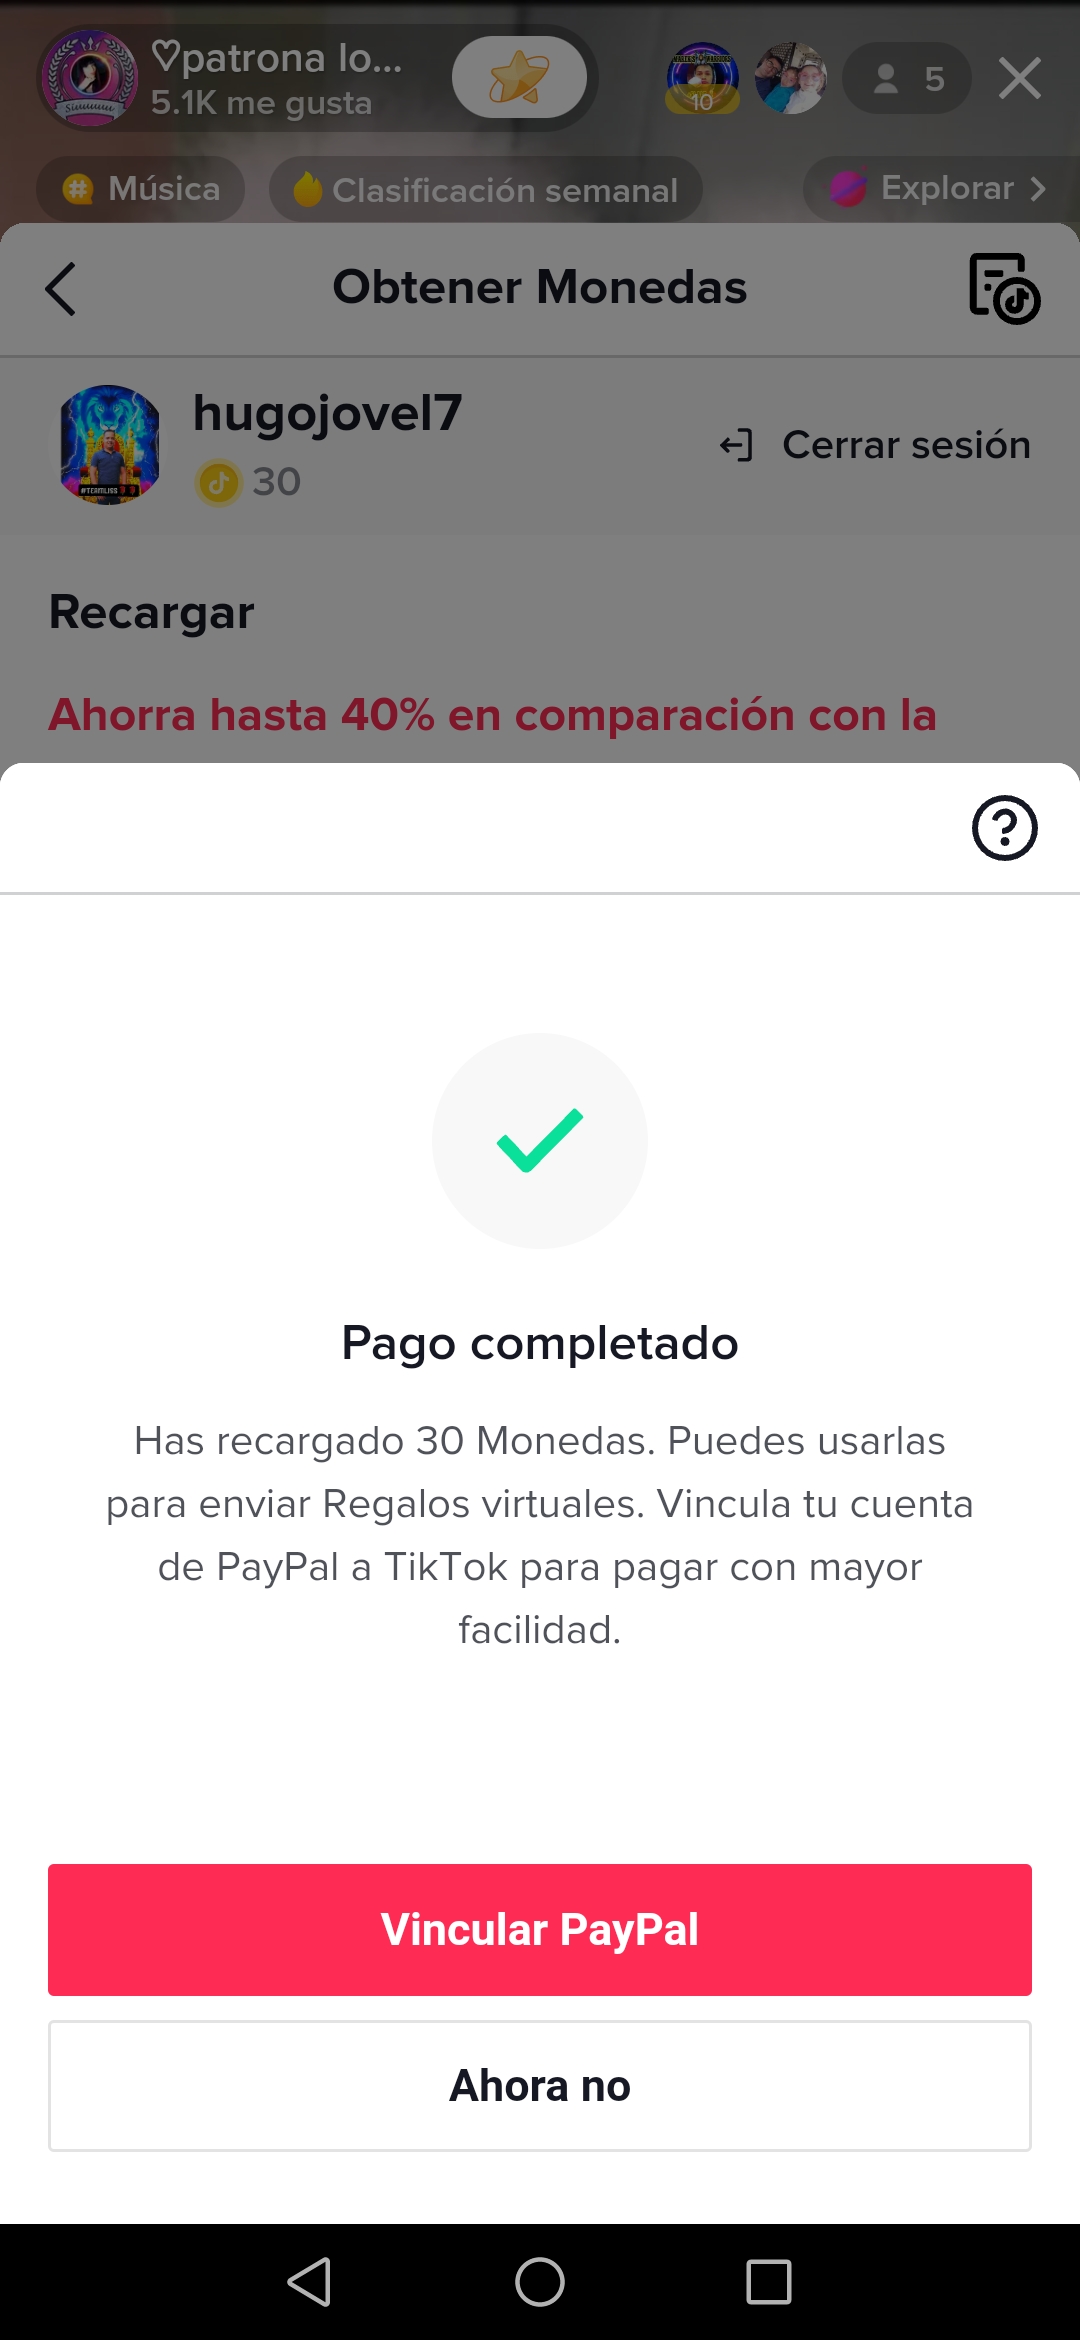 ♡patrona lo...
5.1K me gusta
10
5
Música
Clasificación semanal
Explorar
Obtener Monedas
hugojovel7
30
Cerrar sesión
#TEAMLISS
Recargar
Ahorra hasta 40% en comparación con la
Pago completado
Has recargado 30 Monedas. Puedes usarlas
para enviar Regalos virtuales. Vincula tu cuenta
de PayPal a TikTok para pagar con mayor
facilidad.
Vincular PayPal
Ahora no